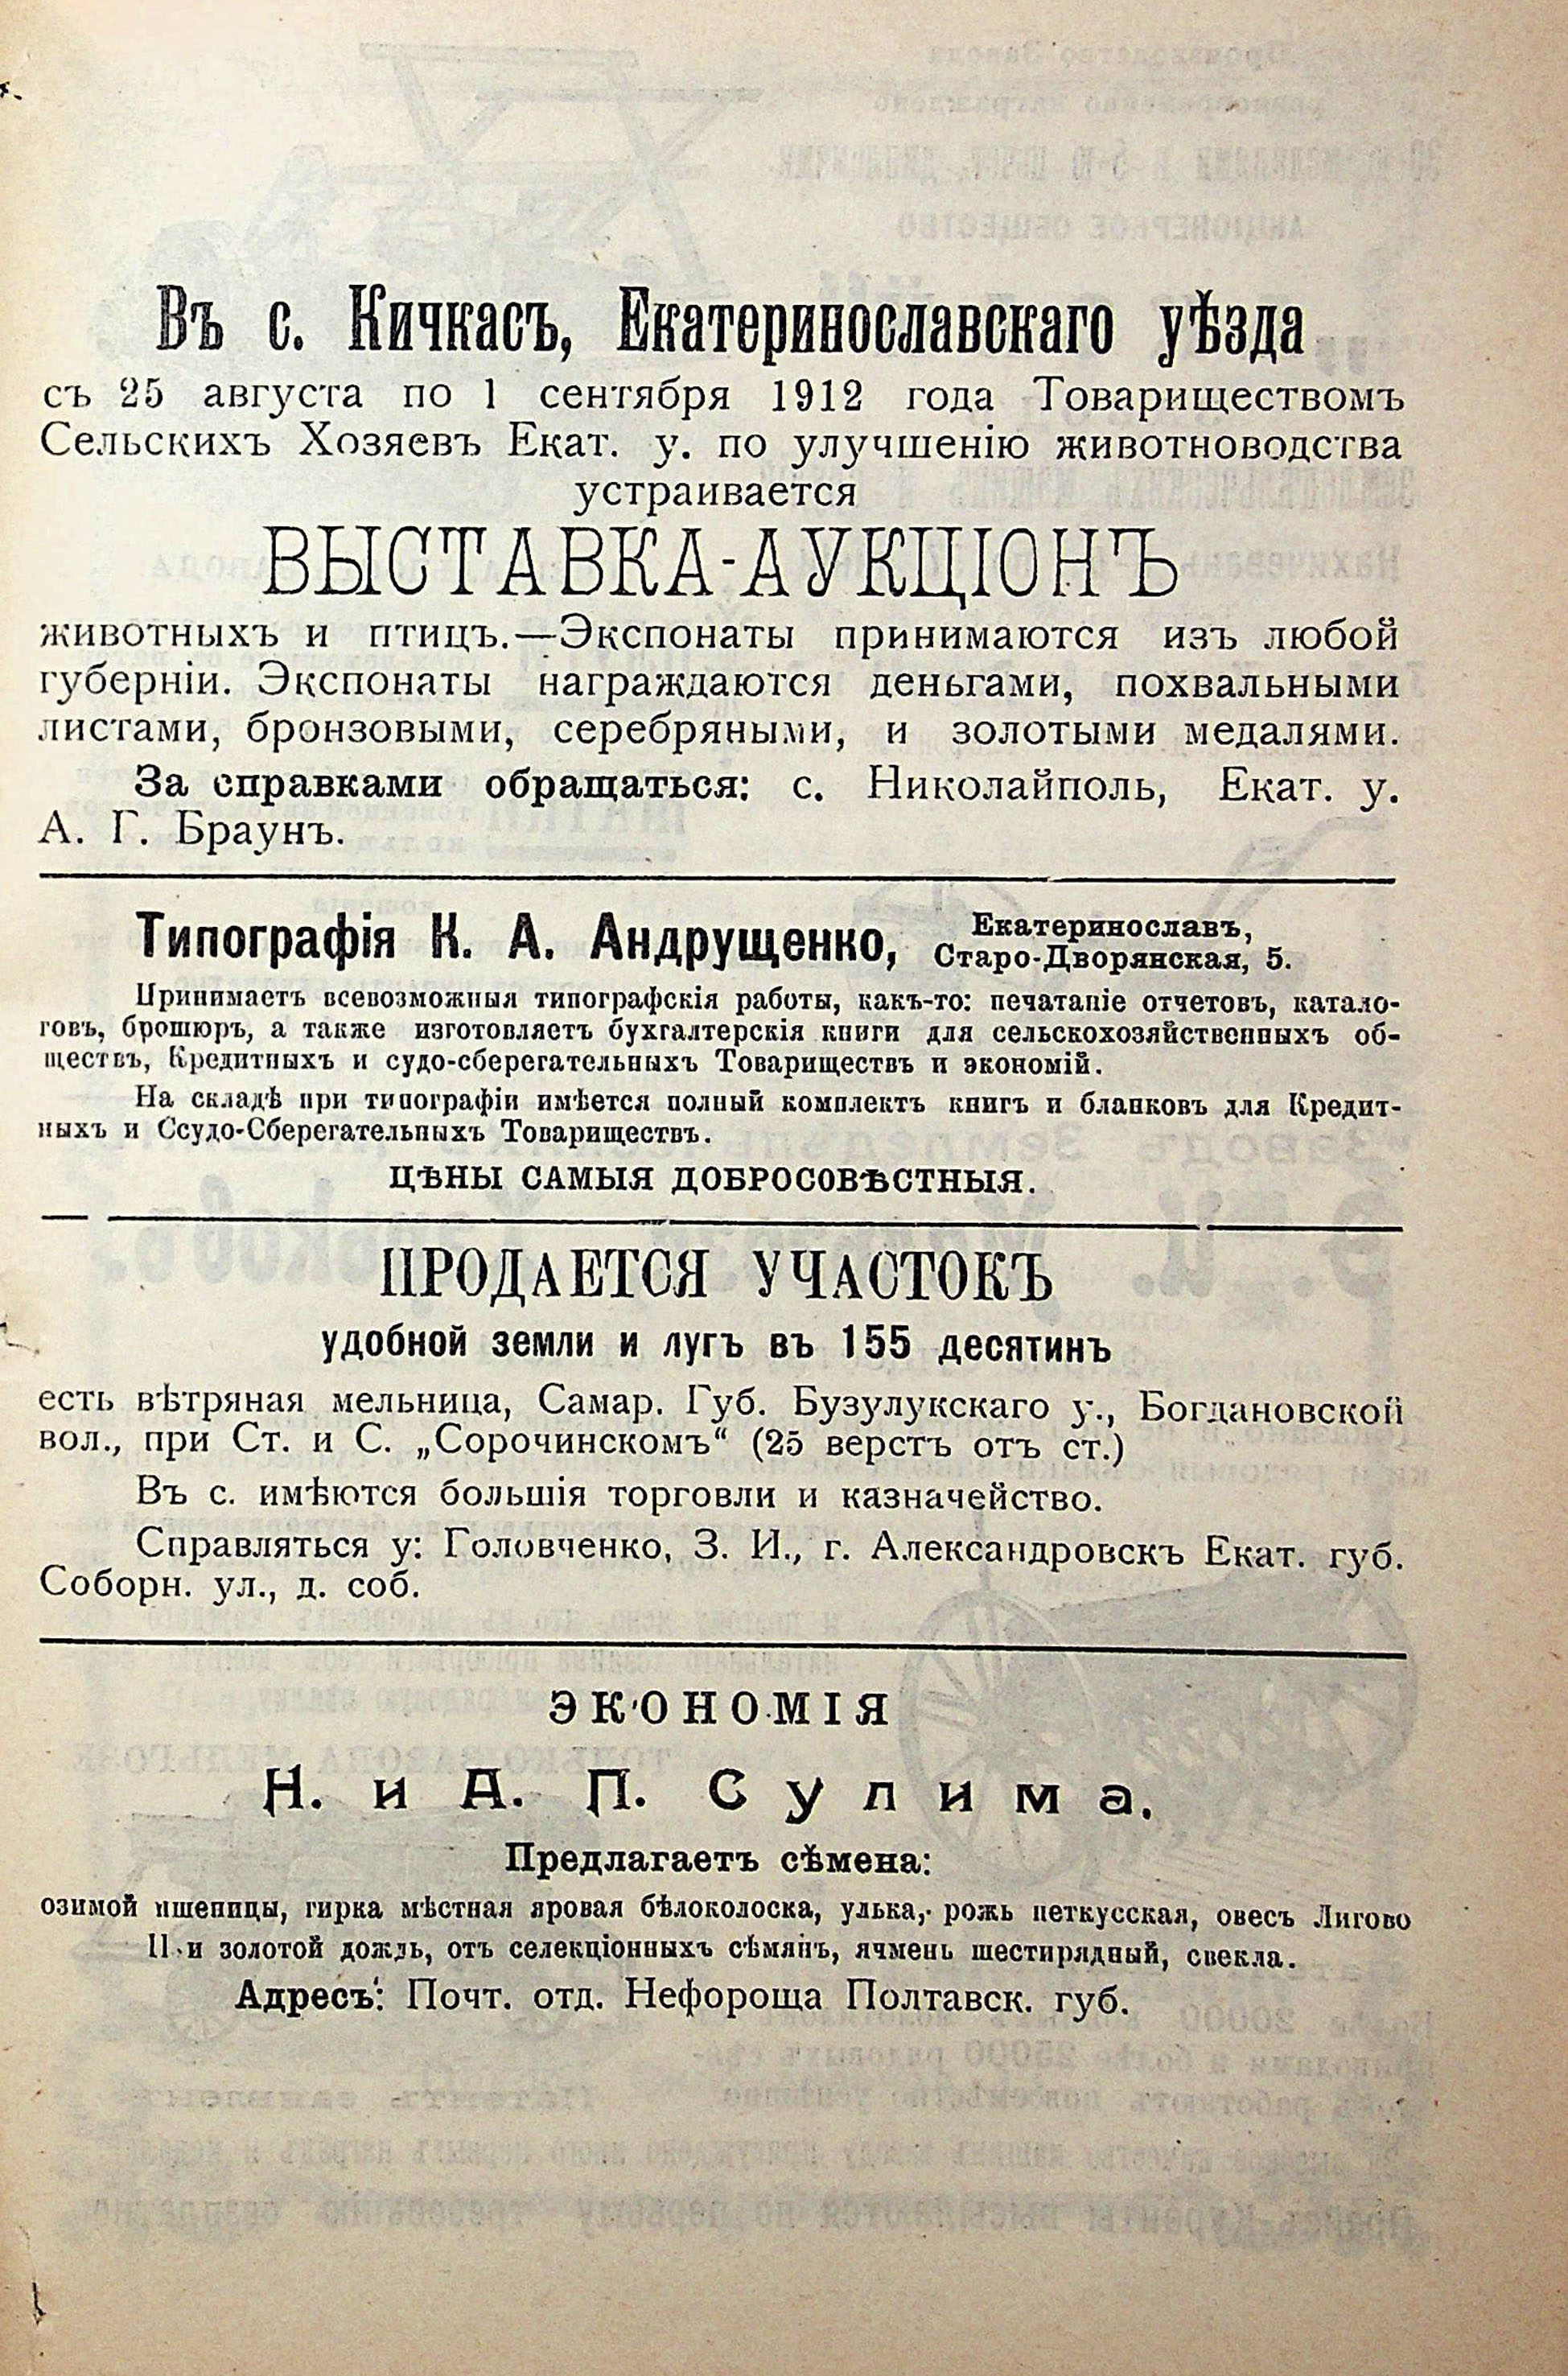 Въ с. Кичкасъ, Екатеринославскаго уѣзда
съ 25 августа по 1 сентября 1912 года Товариществомъ
Сельскихъ Хозяевъ Екат. у. по улучшенію животноводства
устраивается
ВЫСТАВКА-АУКЦІОНЪ
животныхъ и птицъ.—Экспонаты принимаются изъ любой
губерніи. Экспонаты награждаются деньгами, похвальными
листами, бронзовыми, серебряными, и золотыми медалями.
За справками обращаться: с. Николайполь, Екат. у.
А. Г. Браунъ.
Типографія К. А. Андрущенко, Екатеринославъ,
Старо-Дворянская, 5.
Принимаетъ всевозможныя типографскія работы, какъ-то: печатаніе отчетовъ, катало-
говъ, брошюръ, а также изготовляетъ бухгалтерскія книги для сельскохозяйственныхъ об-
ществъ, Кредитныхъ и судо-сберегательныхъ Товариществъ и экономій.
На складѣ при типографіи имѣется полный комплектъ книгъ и бланковъ для Кредит-
ныхъ и Ссудо-Сберегательныхъ Товариществъ.
ЦѢНЫ САМЫЯ ДОБРОСОВѢСТНЫЯ.
ПРОДАЕТСЯ УЧАСТОКЪ
удобной земли и лугъ въ 155 десятинъ
есть вѣтряная мельница, Самар. Губ. Бузулукскаго у., Богдановской
вол., при Ст. и С. „Сорочинскомъ“ (25 верстъ отъ ст.)
Въ с. имѣются большія торговли и казначейство.
Справляться у: Головченко, З. И., г. Александровскъ Екат. губ.
Соборн. ул., д. соб.
ЭКОНОМІЯ
Н. и А. П. Сулима.
Предлагаетъ сѣмена:
озимой пшеницы, гирка мѣстная яровая бѣлоколоска, улька, рожь петкусская, овесъ Лигово
II и золотой дождь, отъ селекціонныхъ сѣмянъ, ячмень шестирядный, свекла.
Адресъ: Почт. отд. Нефороща Полтавск. губ.